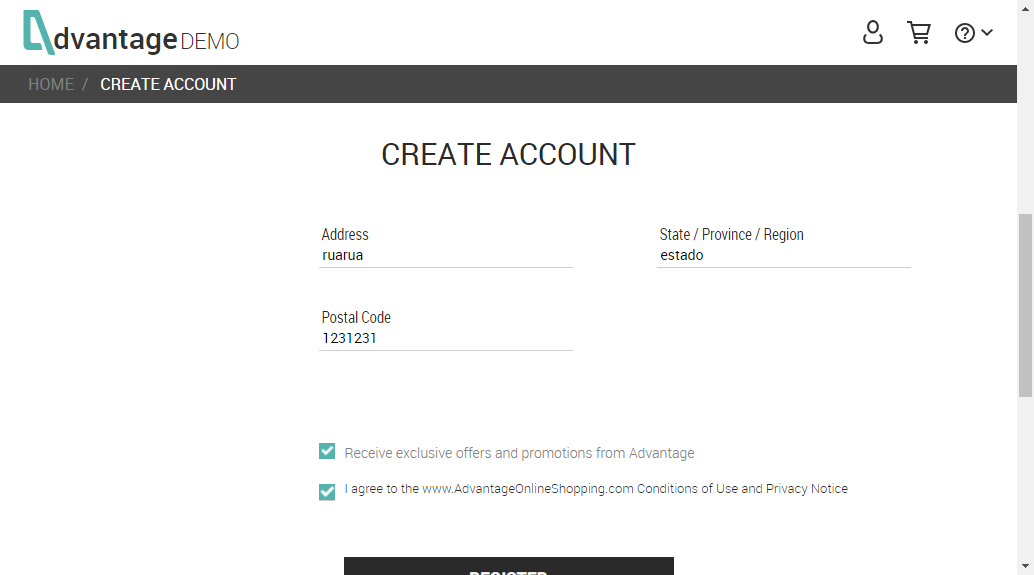 dvantage DEMO
HOME / CREATE ACCOUNT
CREATE ACCOUNT
Address
ruarua
State / Province / Region
estado
Postal Code
1231231
Receive exclusive offers and promotions from Advantage
I agree to the www.AdvantageOnlineShopping.com Conditions of Use and Privacy Notice
REGISTER